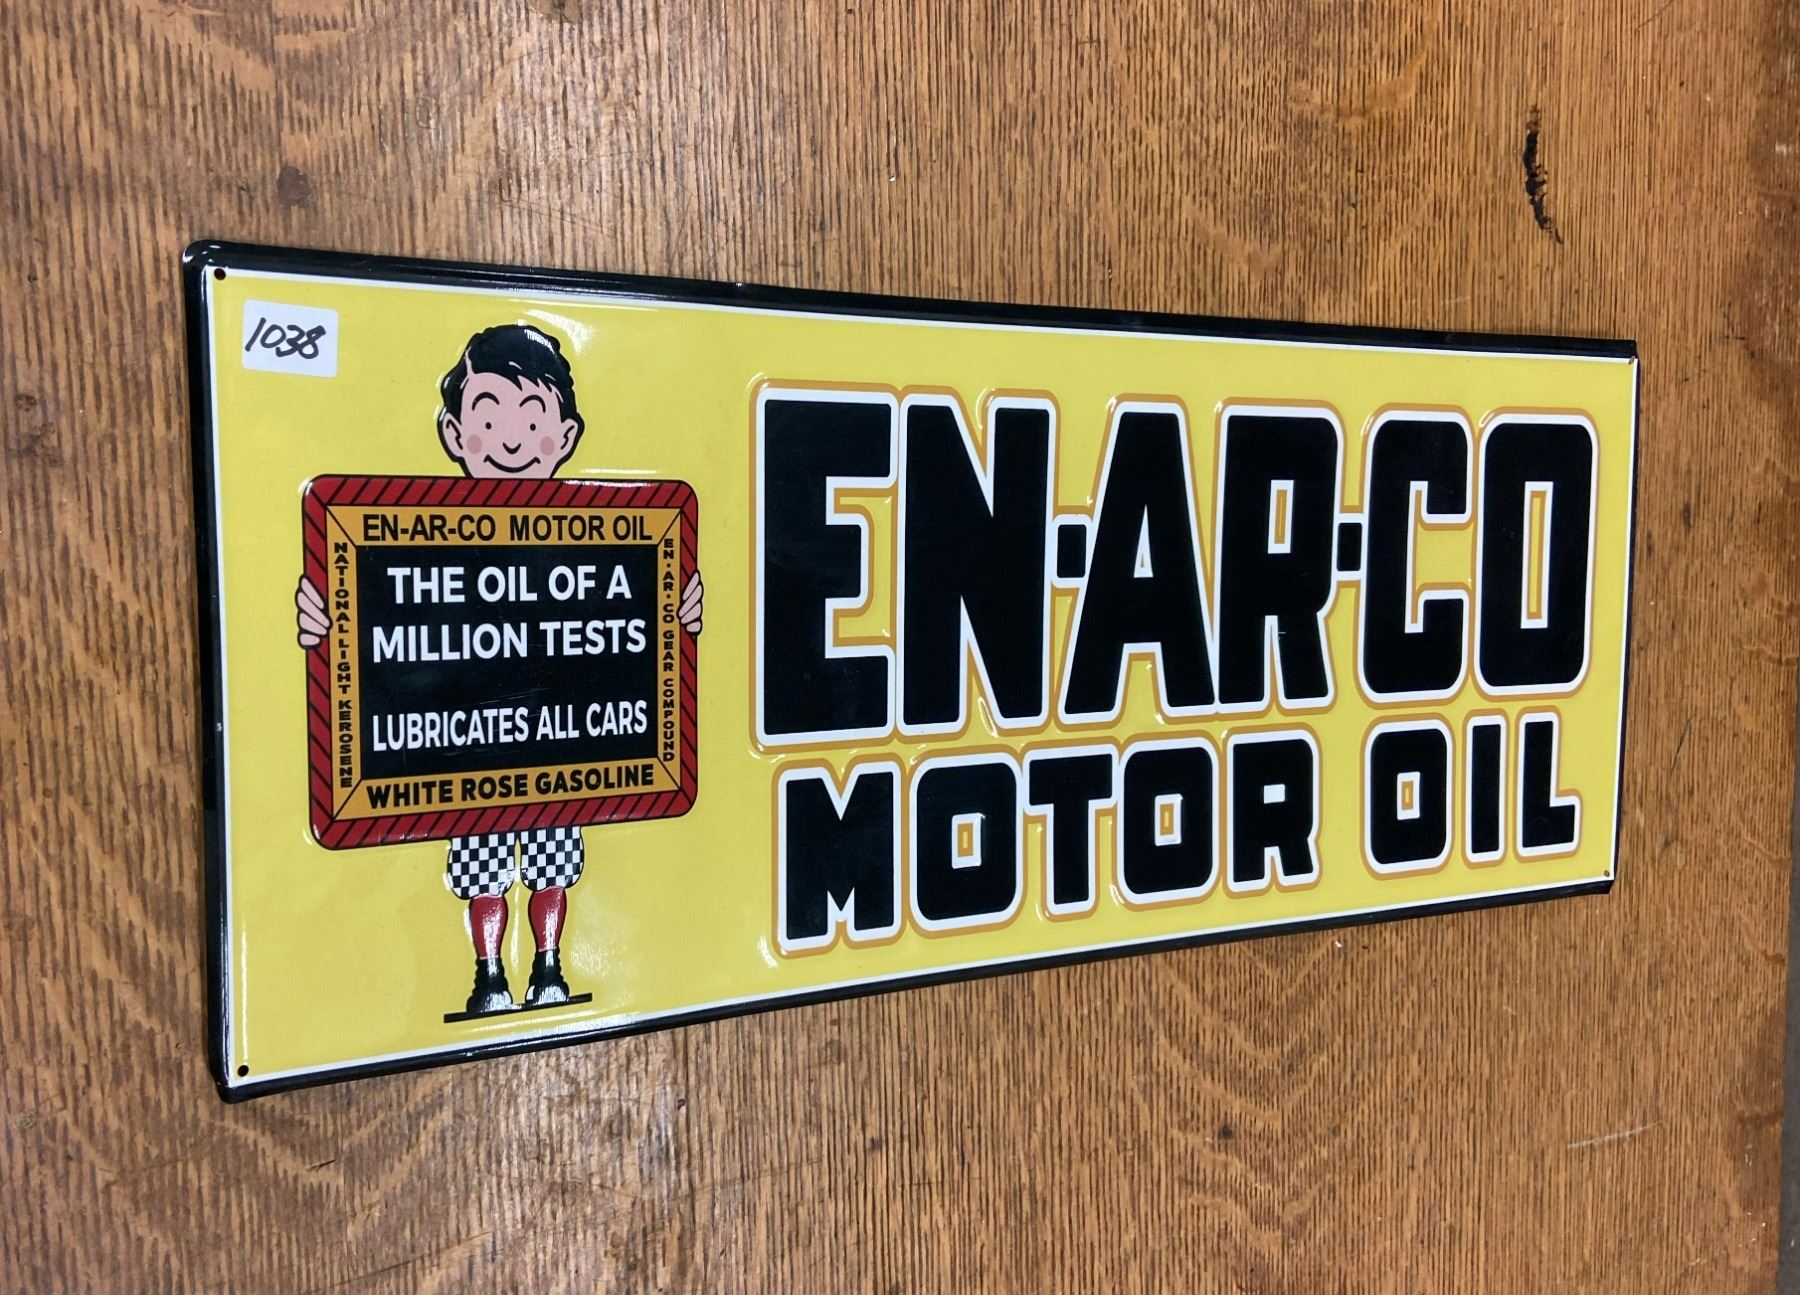 1038
EN-AR-CO MOTOR OIL
NATIONAL LIGHT KEROSENE
THE OIL OF A
MILLION TESTS
LUBRICATES ALL CARS
EN·AR·CO GEAR COMPOUND
WHITE ROSE GASOLINE
EN·AR·CO
MOTOR OIL